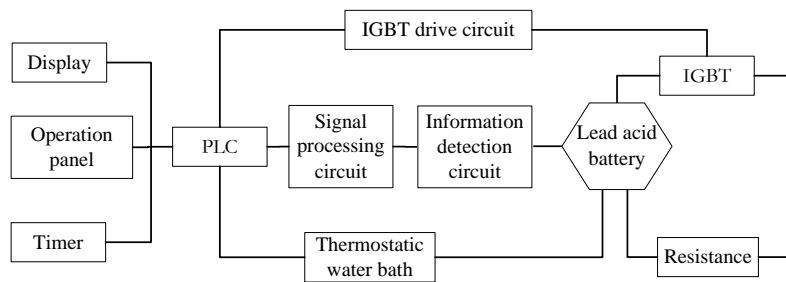 IGBT drive circuit
Display
IGBT
Operation
panel
PLC
Signal
processing
circuit
Information
detection
circuit
Lead acid
battery
Timer
Thermostatic
water bath
Resistance